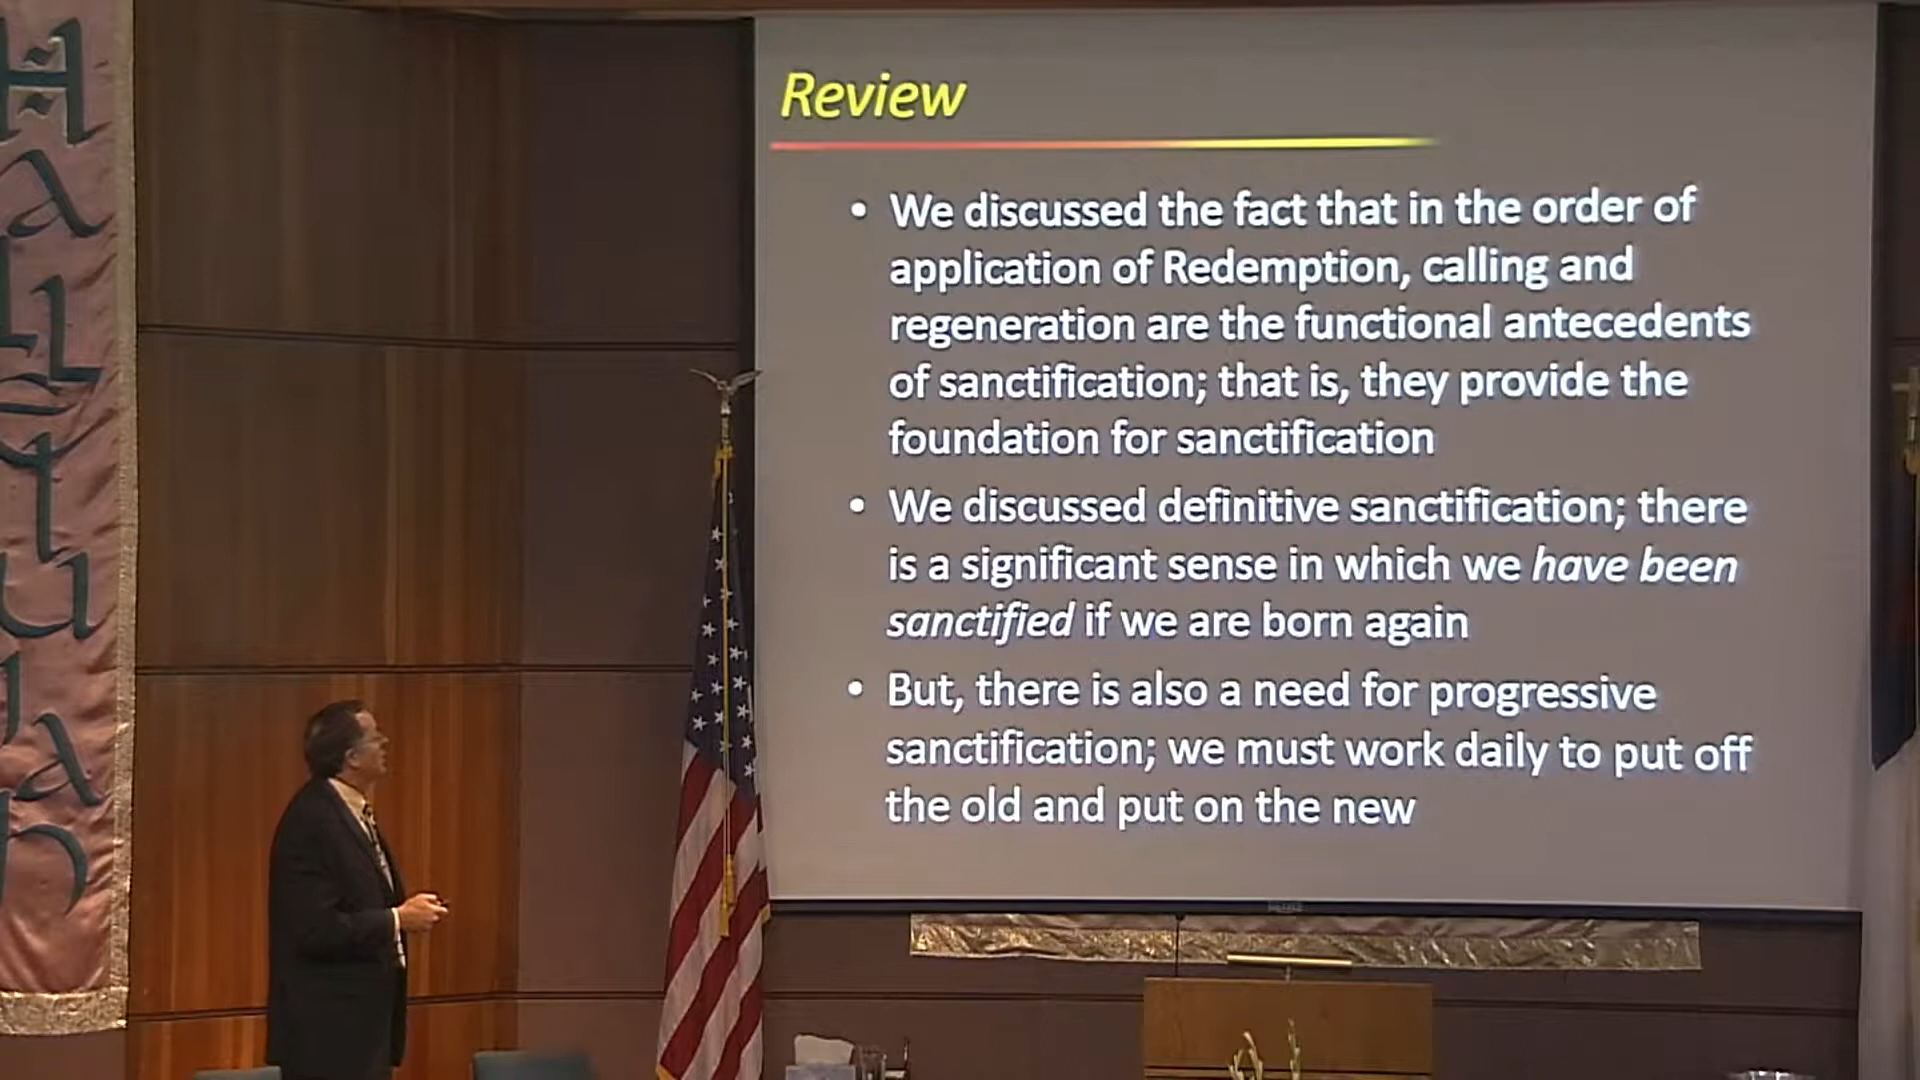 Hallelujah
Review
• We discussed the fact that in the order of
application of Redemption, calling and
regeneration are the functional antecedents
of sanctification; that is, they provide the
foundation for sanctification
• We discussed definitive sanctification; there
is a significant sense in which we have been
sanctified if we are born again
• But, there is also a need for progressive
sanctification; we must work daily to put off
the old and put on the new